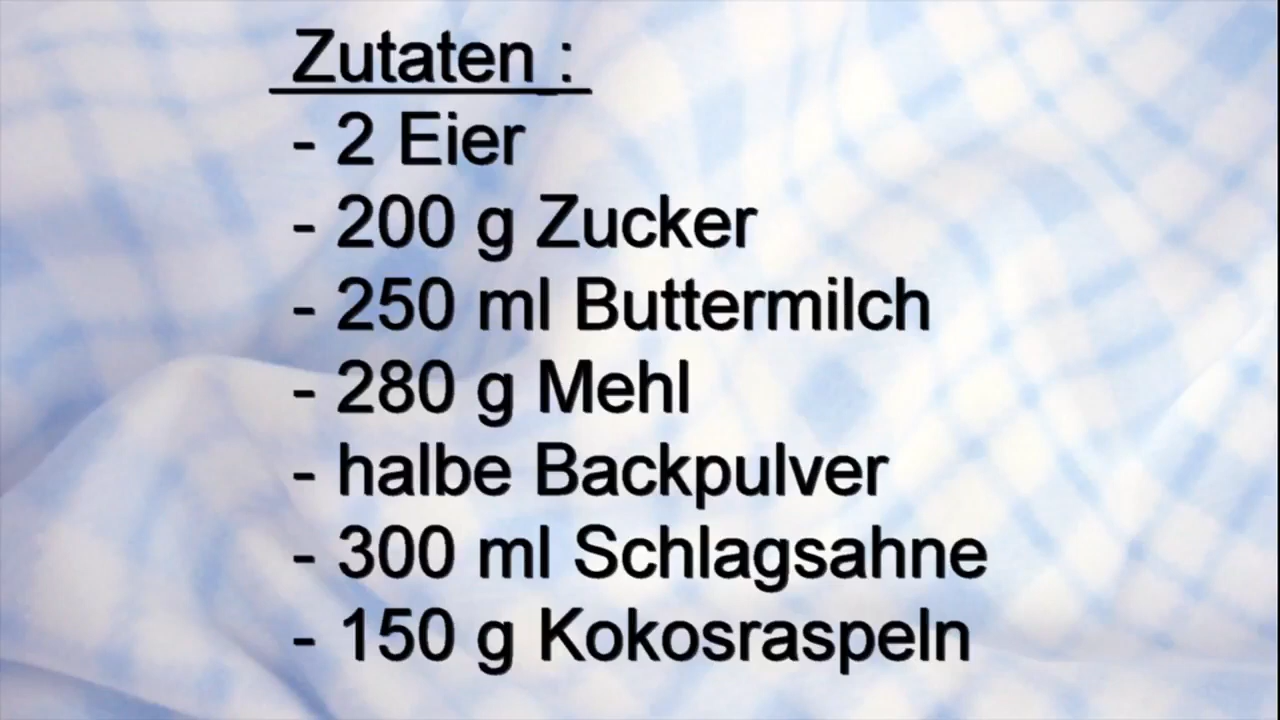 Zutaten :
- 2 Eier
- 200 g Zucker
- 250 ml Buttermilch
- 280 g Mehl
- halbe Backpulver
- 300 ml Schlagsahne
- 150 g Kokosraspeln